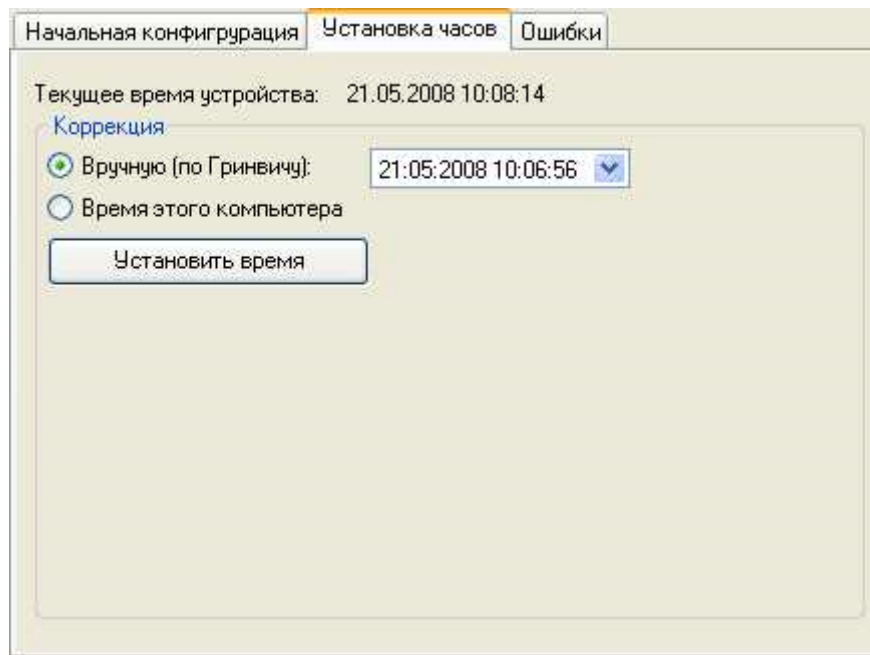 Начальная конфигрурация Установка часов Ошибки
Текущее время устройства: 21.05.2008 10:08:14
Коррекция
Вручную (по Гринвичу): 21:05:2008 10:06:56
Время этого компьютера
Установить время